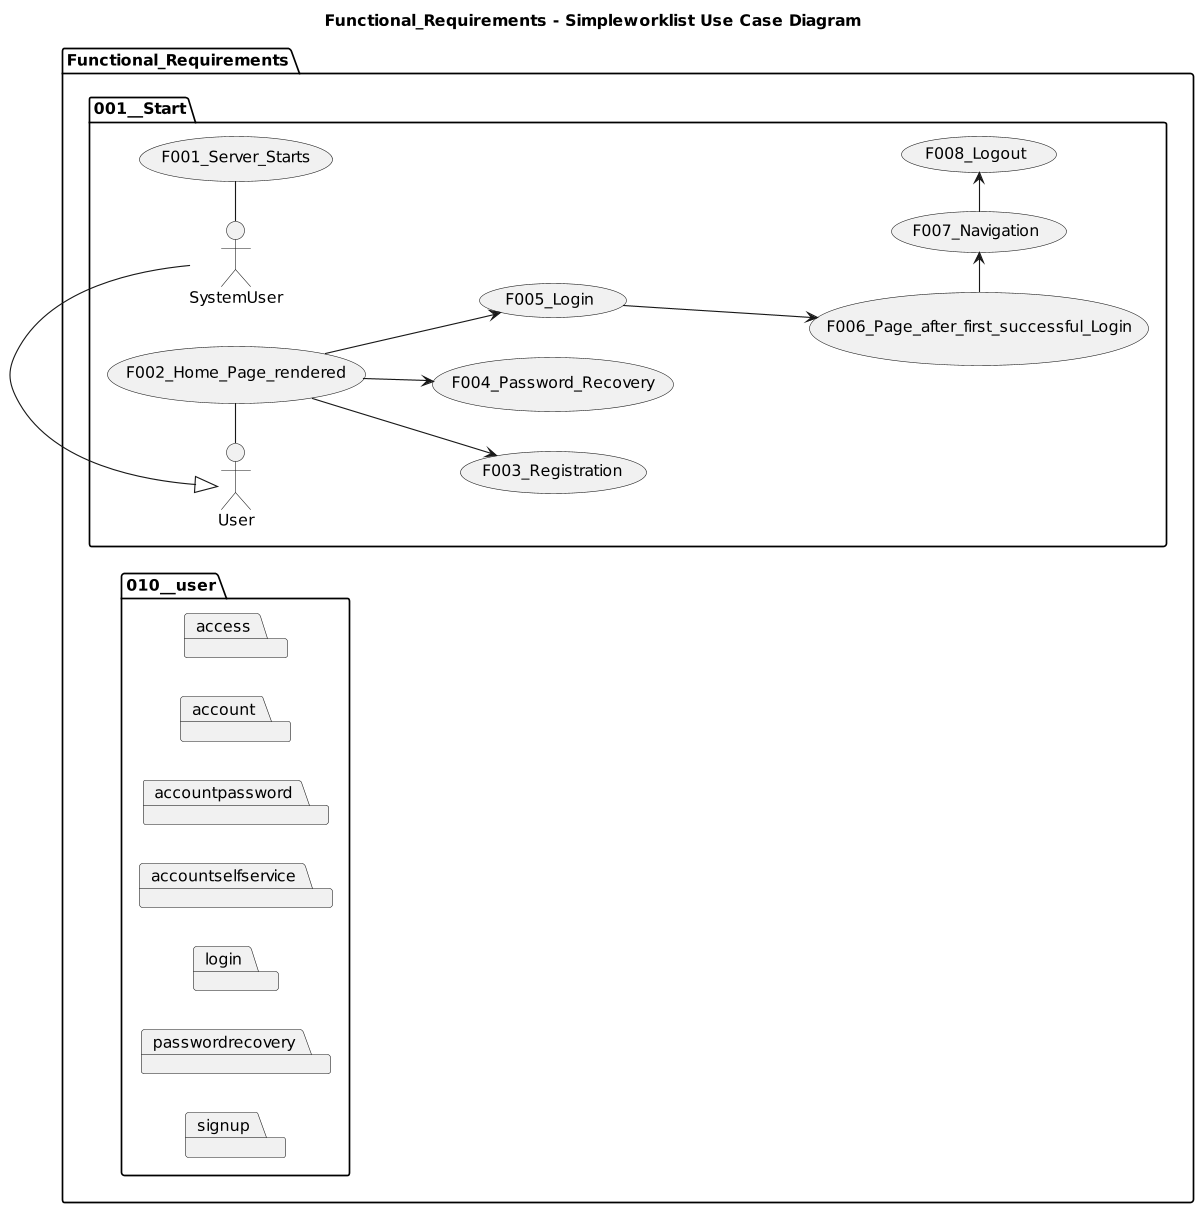 Functional_Requirements - Simpleworklist Use Case Diagram
Functional_Requirements
001__Start
F001_Server_Starts
SystemUser
F002_Home_Page_rendered
User
F005_Login
F004_Password_Recovery
F003_Registration
F008_Logout
F007_Navigation
F006_Page_after_first_successful_Login
010__user
access
account
accountpassword
accountselfservice
login
passwordrecovery
signup